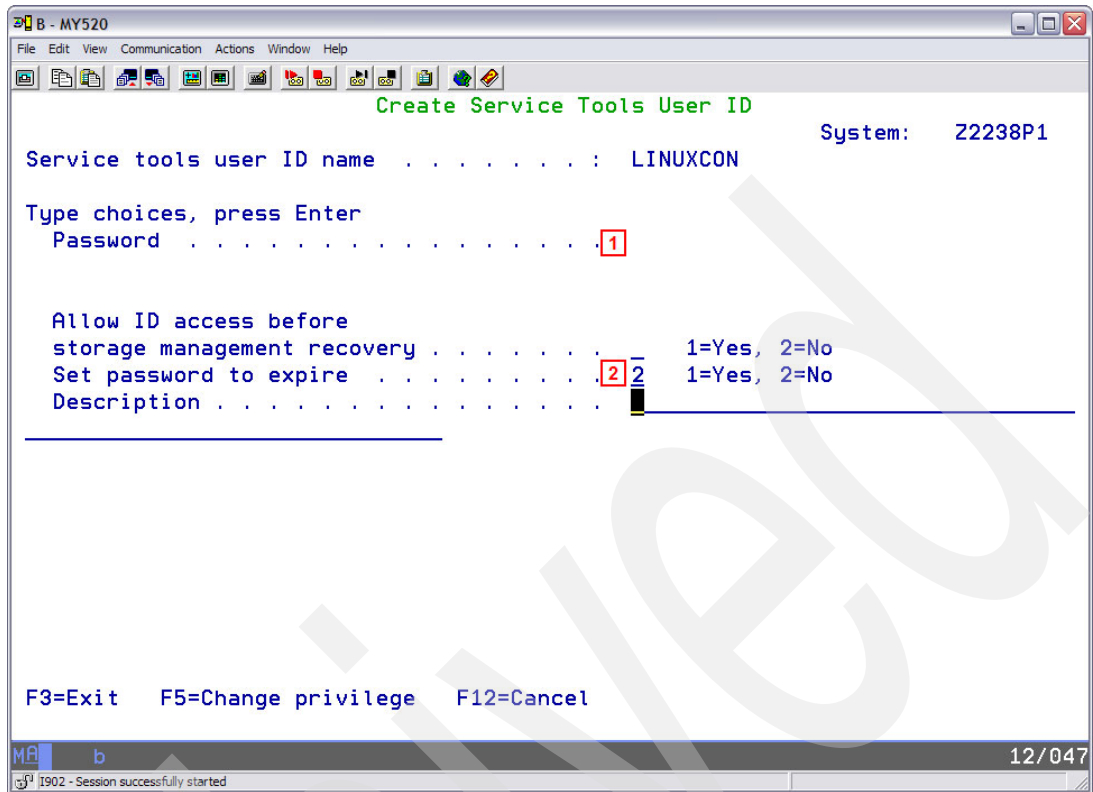 B - MY520
File Edit View Communication Actions Window Help
Create Service Tools User ID
System: Z2238P1
Service tools user ID name . . . . . . . : LINUXCON
Type choices, press Enter
Password . . . . . . . . . . . . . . . . 1
Allow ID access before
storage management recovery . . . . . . . _ 1=Yes, 2=No
Set password to expire . . . . . . . . . 2 2 1=Yes, 2=No
Description . . . . . . . . . . . . . . .
F3=Exit F5=Change privilege F12=Cancel
MA b 12/047
I902 - Session successfully started